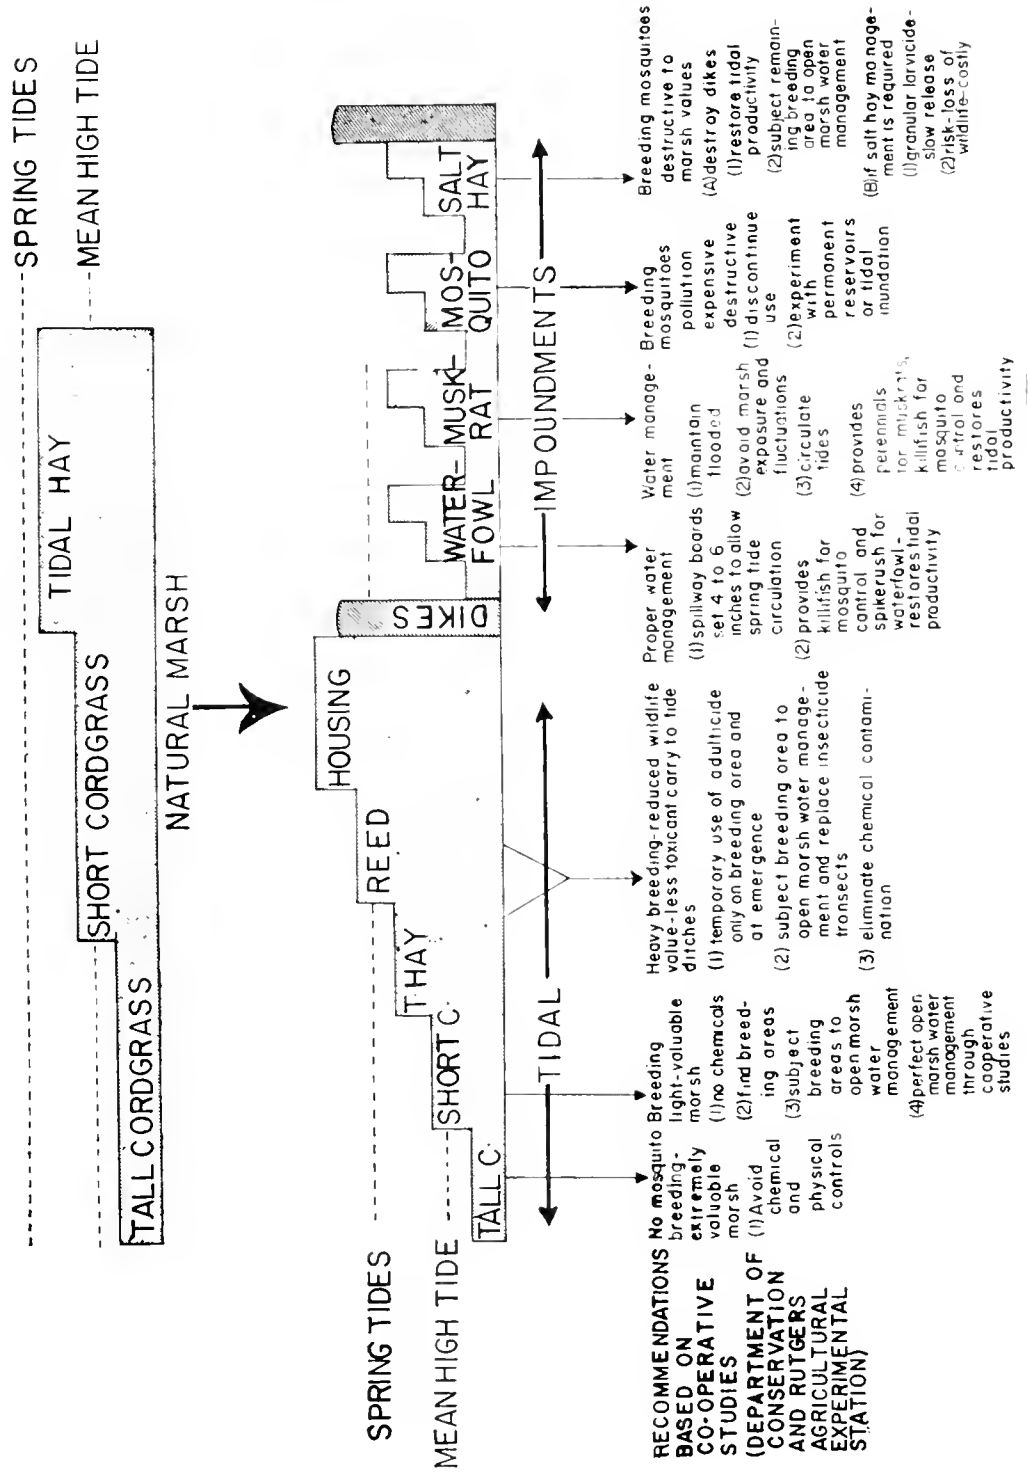 SPRING TIDES
MEAN HIGH TIDE
TIDAL HAY
SHORT CORDGRASS
TALL CORDGRASS
NATURAL MARSH
SPRING TIDES
MEAN HIGH TIDE
TALL C.
SHORT C.
T HAY
REED
HOUSING
DIKES
WATER-
FOWL
MUSK-
RAT
MOS-
QUITO
SALT
HAY
TIDAL
IMPOUNDMENTS
RECOMMENDATIONS
BASED ON
CO-OPERATIVE
STUDIES
(DEPARTMENT OF
CONSERVATION
AND RUTGERS
AGRICULTURAL
EXPERIMENTAL
STATION)
No mosquito
breeding-
extremely
valuable
marsh
(1) Avoid
chemical
and
physical
controls
Breeding
light-valuable
marsh
(1) no chemicals
(2) find breed-
ing areas
(3) subject
breeding
areas to
open marsh
water
management
(4) perfect open
marsh water
management
through
cooperative
studies
Heavy breeding-reduced wildlife
value-less toxicant carry to tide
ditches
(1) temporary use of adulticide
only on breeding area and
at emergence
(2) subject breeding area to
open marsh water manage-
ment and replace insecticide
transects
(3) eliminate chemical contami-
nation
Proper water
management
(1) spillway boards
set 4 to 6
inches to allow
spring tide
circulation
(2) provides
killifish for
mosquito
control and
spikerush for
waterfowl-
restores tidal
productivity
Water manage-
ment
(1) maintain
flooded
(2) avoid marsh
exposure and
fluctuations
(3) circulate
tides
(4) provides
perennials
for muskrats,
killifish for
mosquito
control and
restores
tidal
productivity
Breeding
mosquitoes
pollution
expensive
destructive
(1) discontinue
use
(2) experiment
with
permanent
reservoirs
or tidal
inundation
Breeding mosquitoes
destructive to
marsh values
(A) destroy dikes
(1) restore tidal
productivity
(2) subject remain-
ing breeding
area to open
marsh water
management
(B) if salt hay manage-
ment is required
(1) granular larvicide-
slow release
(2) risk-loss of
wildlife-costly